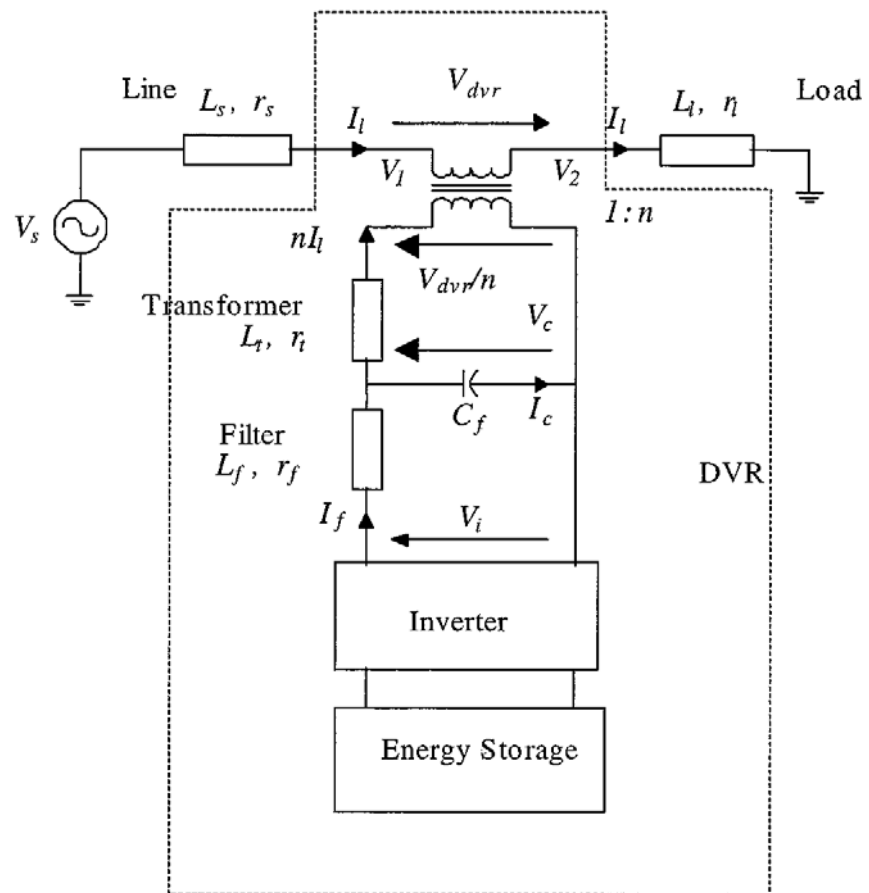 Line
L_s, r_s
V_dvr
L_l, r_l
Load
I_l
I_l
V_1
V_2
V_s
1:n
nI_l
V_dvr/n
Transformer
L_t, r_t
V_c
C_f
I_c
Filter
L_f, r_f
DVR
I_f
V_i
Inverter
Energy Storage